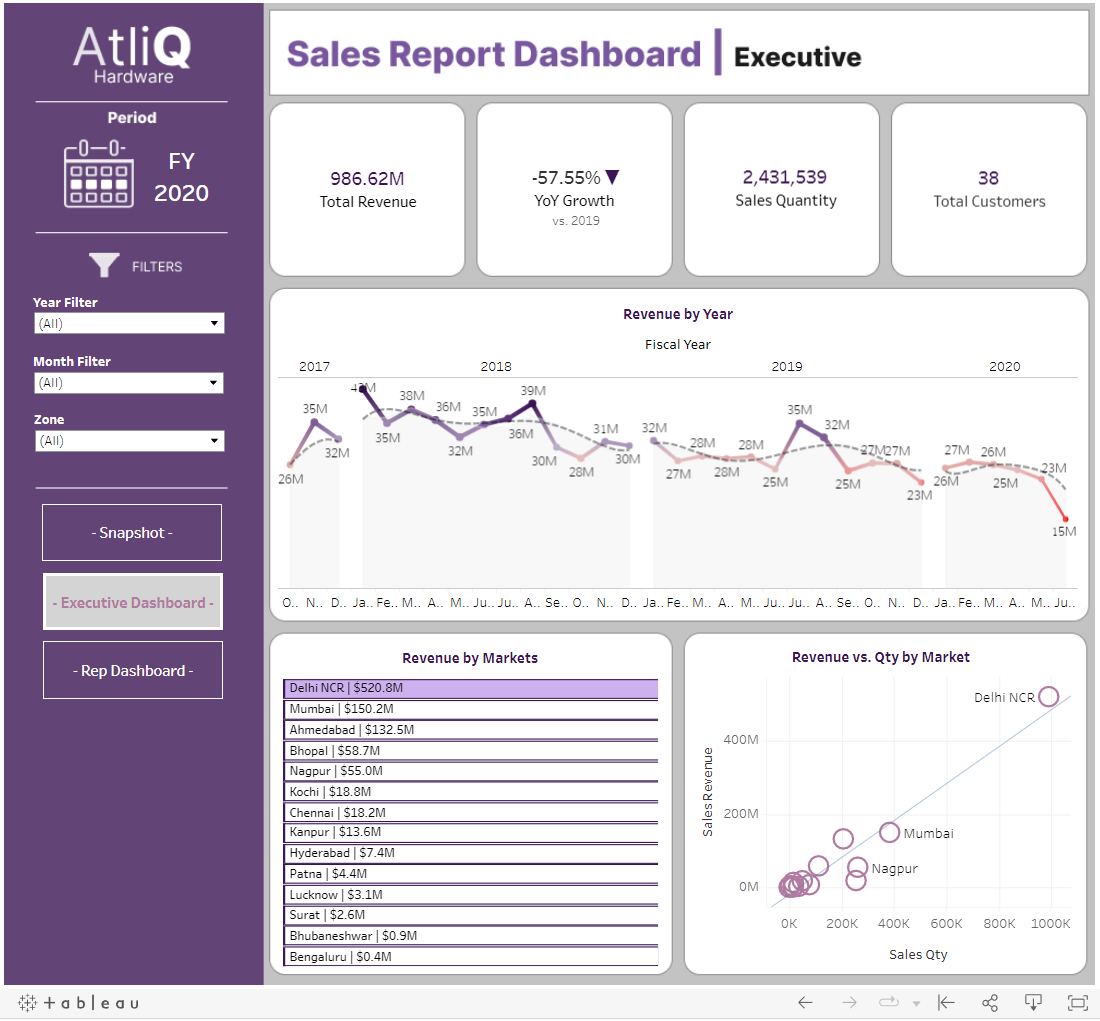 AtliQ
Hardware
Period
FY
2020
FILTERS
Year Filter
(All)
Month Filter
(All)
Zone
(All)
- Snapshot -
- Executive Dashboard -
- Rep Dashboard -
Sales Report Dashboard | Executive
986.62M
Total Revenue
-57.55% ▼
YoY Growth
vs. 2019
2,431,539
Sales Quantity
38
Total Customers
Revenue by Year
Fiscal Year
2017 2018 2019 2020
26M 35M 32M
35M 38M 36M 32M 35M 36M 39M 30M 28M 31M 30M
32M 27M 28M 28M 28M 25M 35M 32M 25M 27M 27M 23M
26M 27M 26M 25M 23M 15M
O.. N.. D.. Ja.. Fe.. M.. A.. M.. Ju.. Ju.. A.. Se.. O.. N.. D.. Ja.. Fe.. M.. A.. M.. Ju.. Ju.. A.. Se.. O.. N.. D.. Ja.. Fe.. M.. A.. M.. Ju..
Revenue by Markets
Delhi NCR | $520.8M
Mumbai | $150.2M
Ahmedabad | $132.5M
Bhopal | $58.7M
Nagpur | $55.0M
Kochi | $18.8M
Chennai | $18.2M
Kanpur | $13.6M
Hyderabad | $7.4M
Patna | $4.4M
Lucknow | $3.1M
Surat | $2.6M
Bhubaneshwar | $0.9M
Bengaluru | $0.4M
Revenue vs. Qty by Market
Delhi NCR
400M
Sales Revenue
200M
Mumbai
Nagpur
0M
0K 200K 400K 600K 800K 1000K
Sales Qty
+ a b | e a u